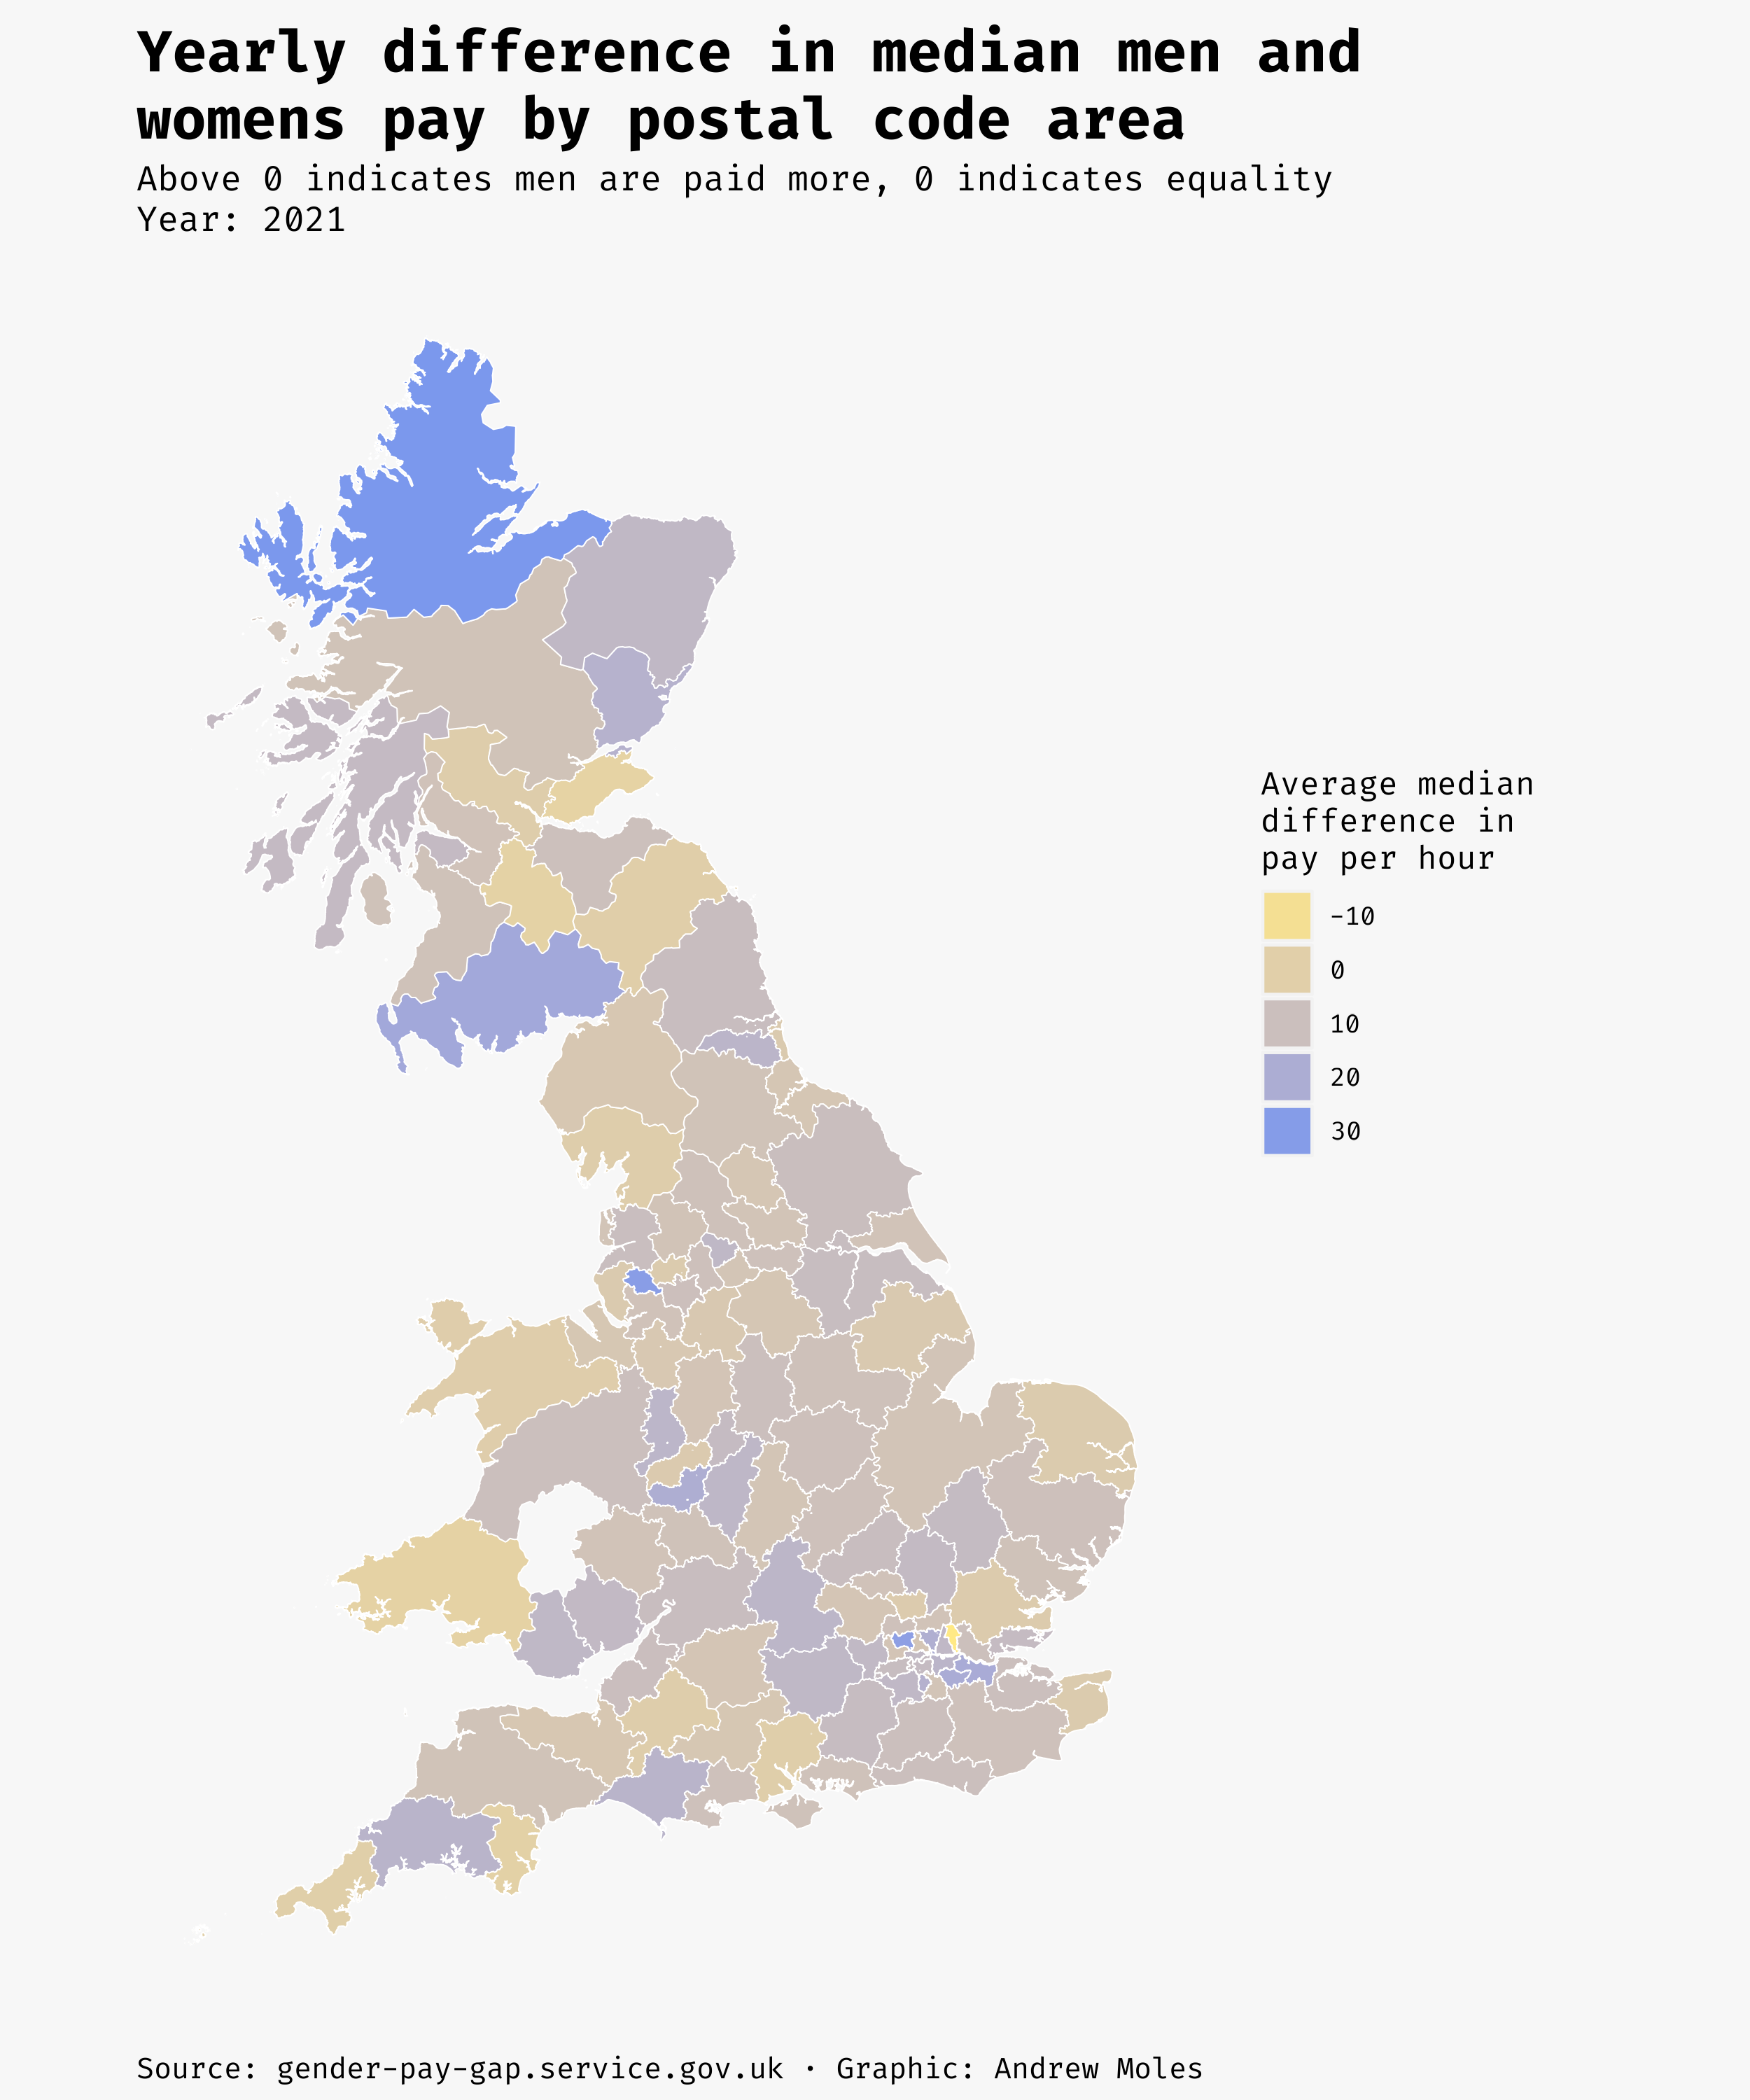 Yearly difference in median men and
womens pay by postal code area
Above 0 indicates men are paid more, 0 indicates equality
Year: 2021
Average median
difference in
pay per hour
-10
0
10
20
30
Source: gender-pay-gap.service.gov.uk · Graphic: Andrew Moles